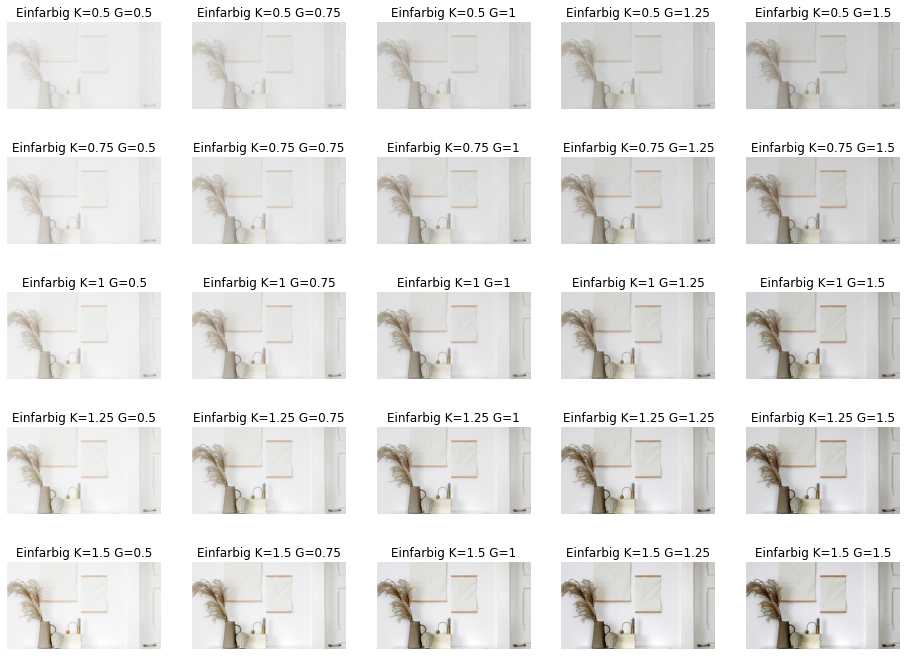 Einfarbig K=0.5 G=0.5
Einfarbig K=0.5 G=0.75
Einfarbig K=0.5 G=1
Einfarbig K=0.5 G=1.25
Einfarbig K=0.5 G=1.5
Einfarbig K=0.75 G=0.5
Einfarbig K=0.75 G=0.75
Einfarbig K=0.75 G=1
Einfarbig K=0.75 G=1.25
Einfarbig K=0.75 G=1.5
Einfarbig K=1 G=0.5
Einfarbig K=1 G=0.75
Einfarbig K=1 G=1
Einfarbig K=1 G=1.25
Einfarbig K=1 G=1.5
Einfarbig K=1.25 G=0.5
Einfarbig K=1.25 G=0.75
Einfarbig K=1.25 G=1
Einfarbig K=1.25 G=1.25
Einfarbig K=1.25 G=1.5
Einfarbig K=1.5 G=0.5
Einfarbig K=1.5 G=0.75
Einfarbig K=1.5 G=1
Einfarbig K=1.5 G=1.25
Einfarbig K=1.5 G=1.5